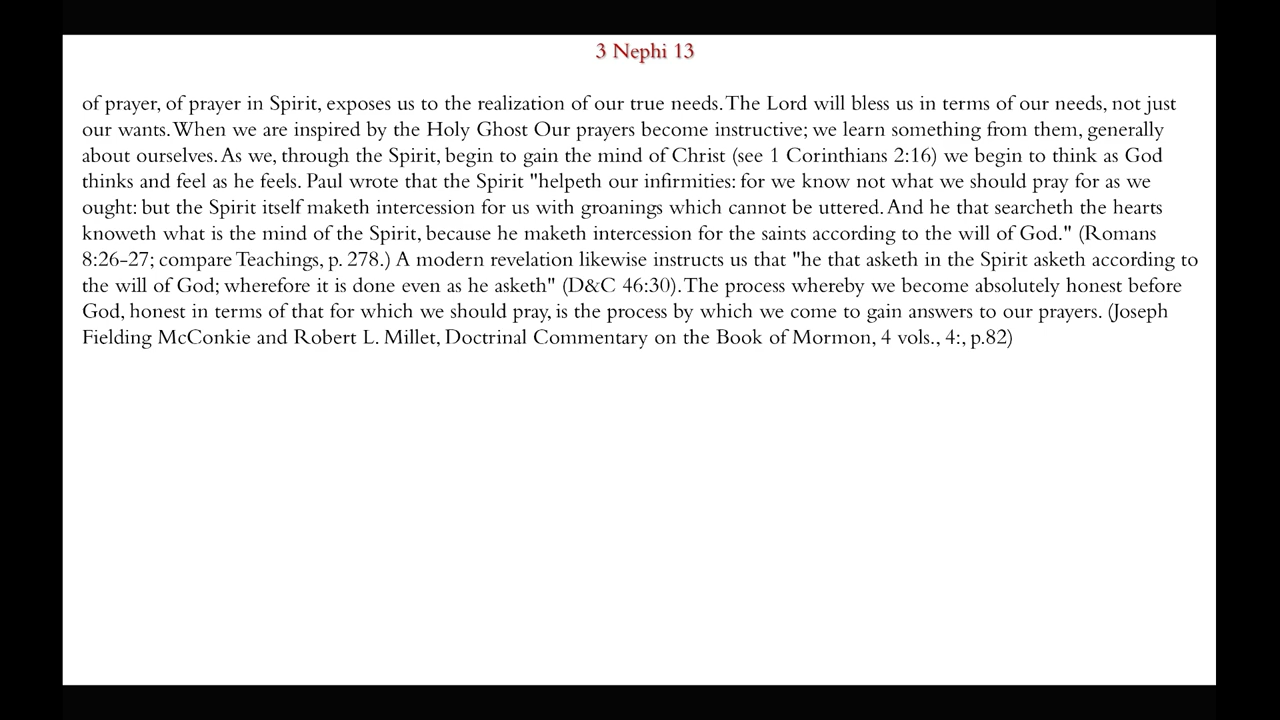 3 Nephi 13
of prayer, of prayer in Spirit, exposes us to the realization of our true needs. The Lord will bless us in terms of our needs, not just
our wants. When we are inspired by the Holy Ghost Our prayers become instructive; we learn something from them, generally
about ourselves. As we, through the Spirit, begin to gain the mind of Christ (see 1 Corinthians 2:16) we begin to think as God
thinks and feel as he feels. Paul wrote that the Spirit "helpeth our infirmities: for we know not what we should pray for as we
ought: but the Spirit itself maketh intercession for us with groanings which cannot be uttered. And he that searcheth the hearts
knoweth what is the mind of the Spirit, because he maketh intercession for the saints according to the will of God." (Romans
8:26-27; compare Teachings, p. 278.) A modern revelation likewise instructs us that "he that asketh in the Spirit asketh according to
the will of God; wherefore it is done even as he asketh" (D&C 46:30). The process whereby we become absolutely honest before
God, honest in terms of that for which we should pray, is the process by which we come to gain answers to our prayers. (Joseph
Fielding McConkie and Robert L. Millet, Doctrinal Commentary on the Book of Mormon, 4 vols., 4:, p.82)